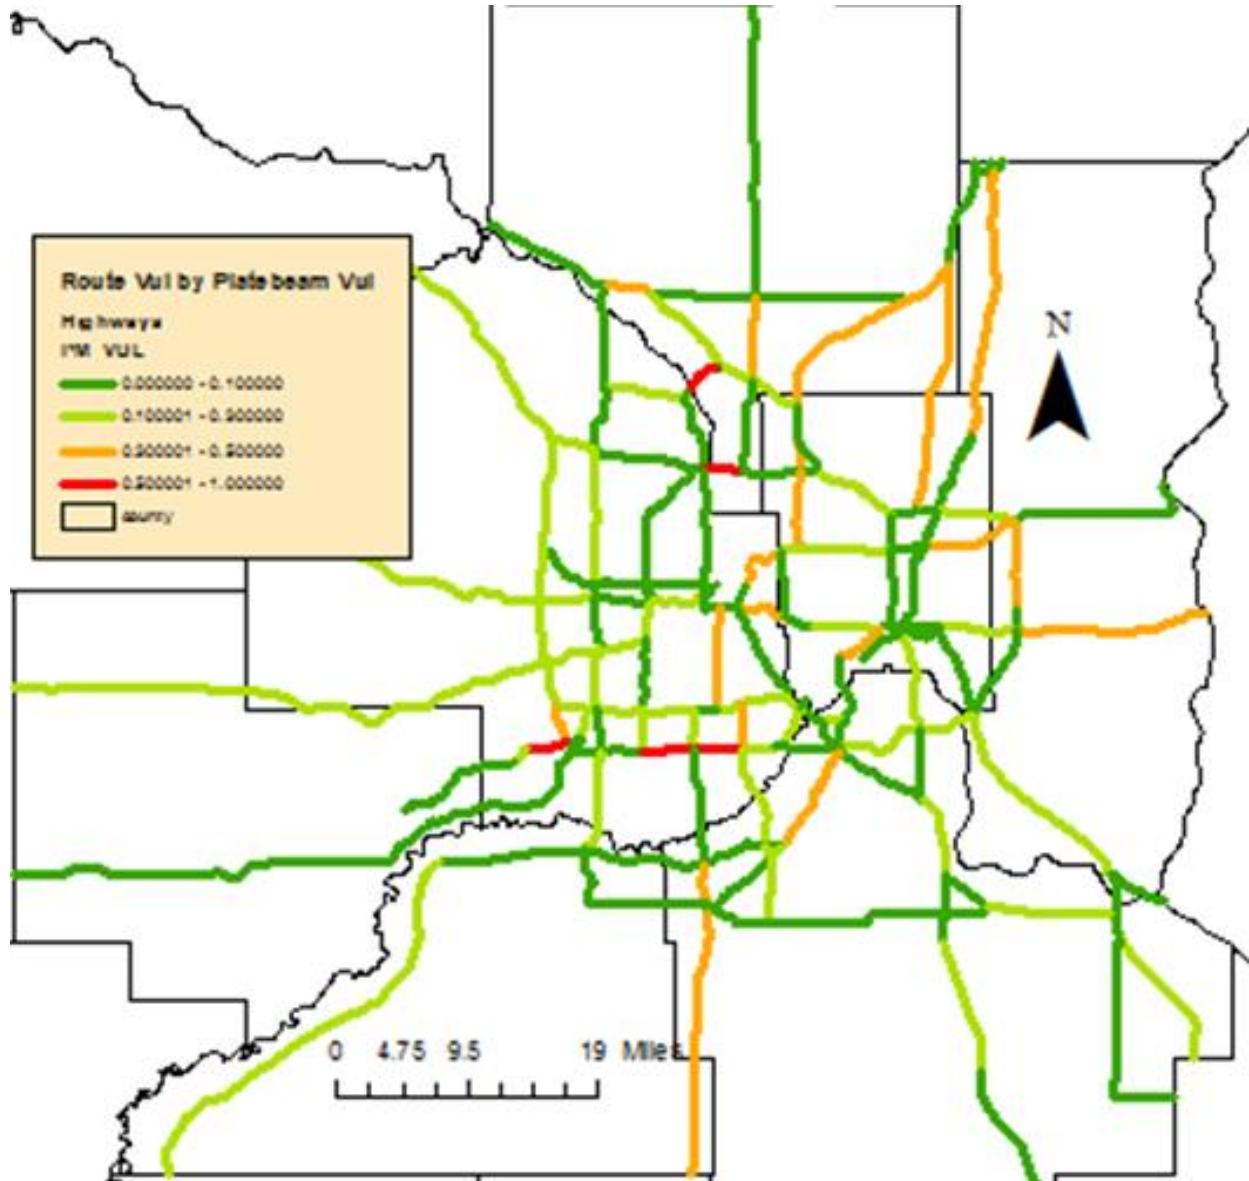 Route Vul by Platebeam Vul
Highways
PM VUL
0.000000 - 0.100000
0.100001 - 0.300000
0.300001 - 0.500000
0.500001 - 1.000000
county
N
0 4.75 9.5 19 Miles